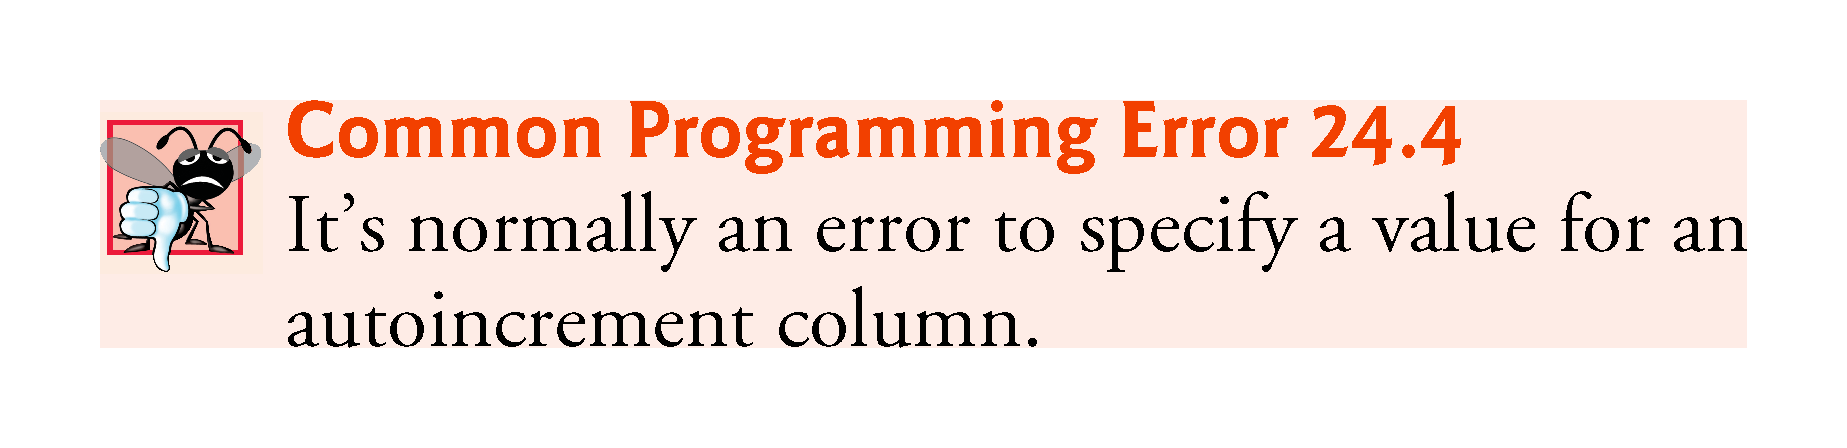 Common Programming Error 24.4
It’s normally an error to specify a value for an
autoincrement column.